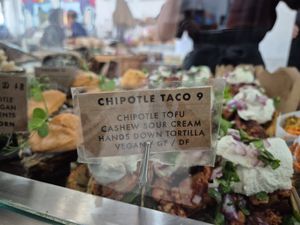 CHIPOTLE TACO 9
CHIPOTLE TOFU
CASHEW SOUR CREAM
HANDS DOWN TORTILLA
VEGAN / GF / DF